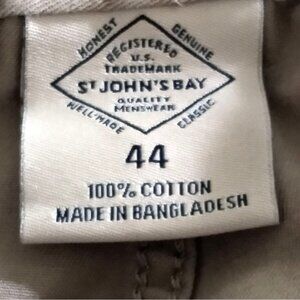 HONEST GENUINE
REGISTERED
U.S.
TRADEMARK
ST JOHN'S BAY
QUALITY
MENSWEAR
WELL-MADE CLASSIC
44
100% COTTON
MADE IN BANGLADESH